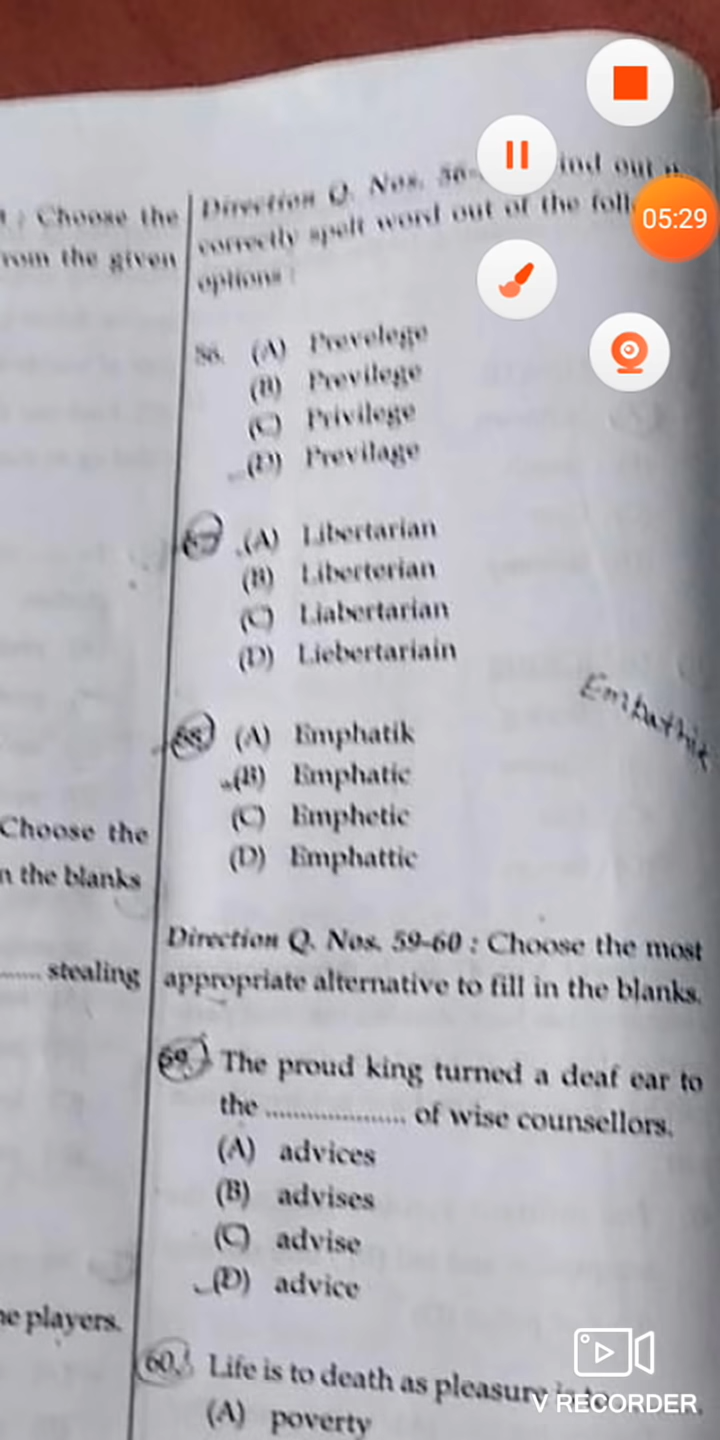 : Choose the
rom the given
Choose the
n the blanks
stealing
he players.
Direction Q. Nos. 56- ind out a
correctly spelt word out of the foll
options :
56. (A) Prevelege
(B) Previlege
(C) Privilege
(D) Previlage
57 (A) Libertarian
(B) Liberterian
(C) Liabertarian
(D) Liebertariain
58 (A) Emphatik
(B) Emphatic
(C) Emphetic
(D) Emphattic
Direction Q. Nos. 59-60 : Choose the most
appropriate alternative to fill in the blanks.
59. The proud king turned a deaf ear to
the .................... of wise counsellors.
(A) advices
(B) advises
(C) advise
(D) advice
60. Life is to death as pleasure
(A) poverty
05:29
V RECORDER